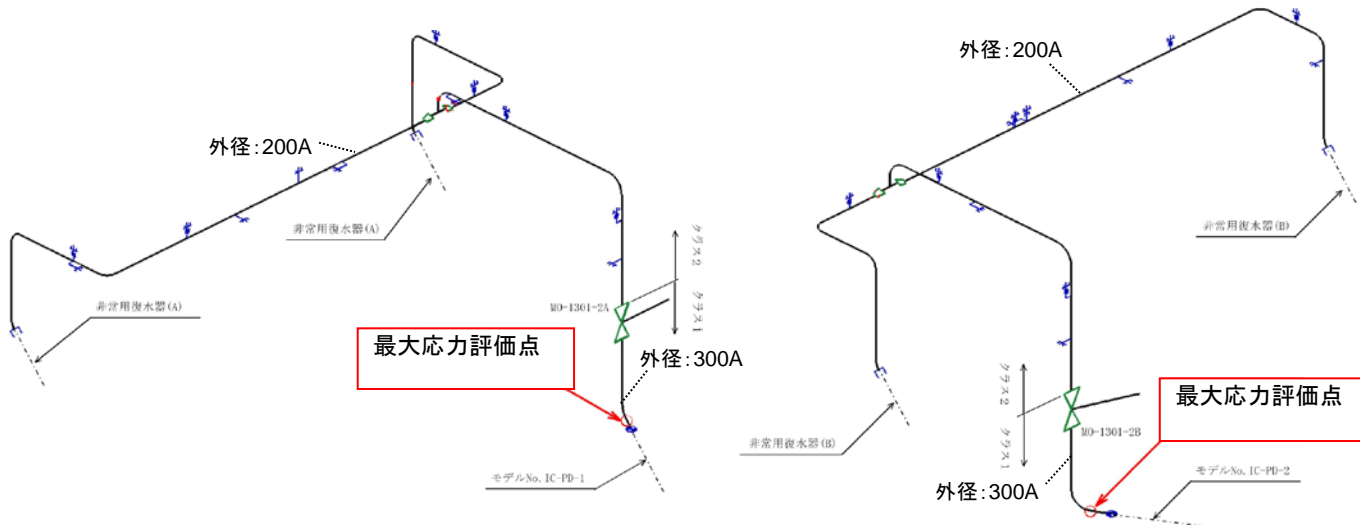 外径：200A
非常用復水器(A)
非常用復水器(A)
クラス2
クラス1
MO-1301-2A
最大応力評価点
外径：300A
モデルNo. IC-PD-1
外径：200A
非常用復水器(B)
非常用復水器(B)
クラス2
クラス1
MO-1301-2B
最大応力評価点
外径：300A
モデルNo. IC-PD-2